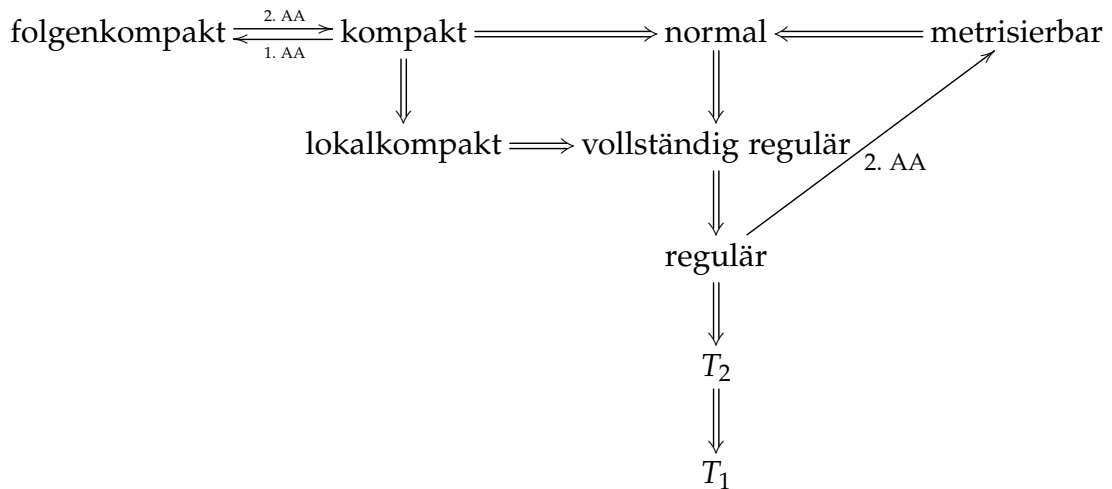 2. AA
folgenkompakt kompakt normal metrisierbar
1. AA
lokalkompakt vollständig regulär
2. AA
regulär
T₂
T₁